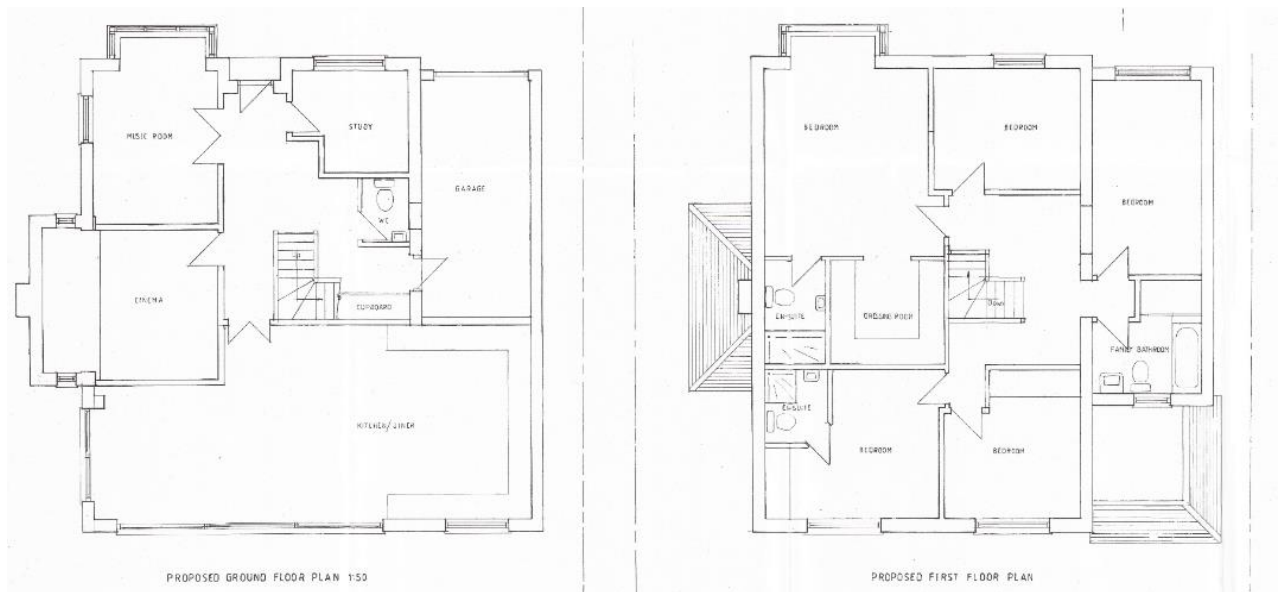 MUSIC ROOM
STUDY
GARAGE
WC
UP
CINEMA
CUPBOARD
KITCHEN/DINER
PROPOSED GROUND FLOOR PLAN 1:50
BEDROOM
BEDROOM
BEDROOM
EN-SUITE
DRESSING ROOM
DOWN
FAMILY BATHROOM
EN-SUITE
BEDROOM
BEDROOM
PROPOSED FIRST FLOOR PLAN